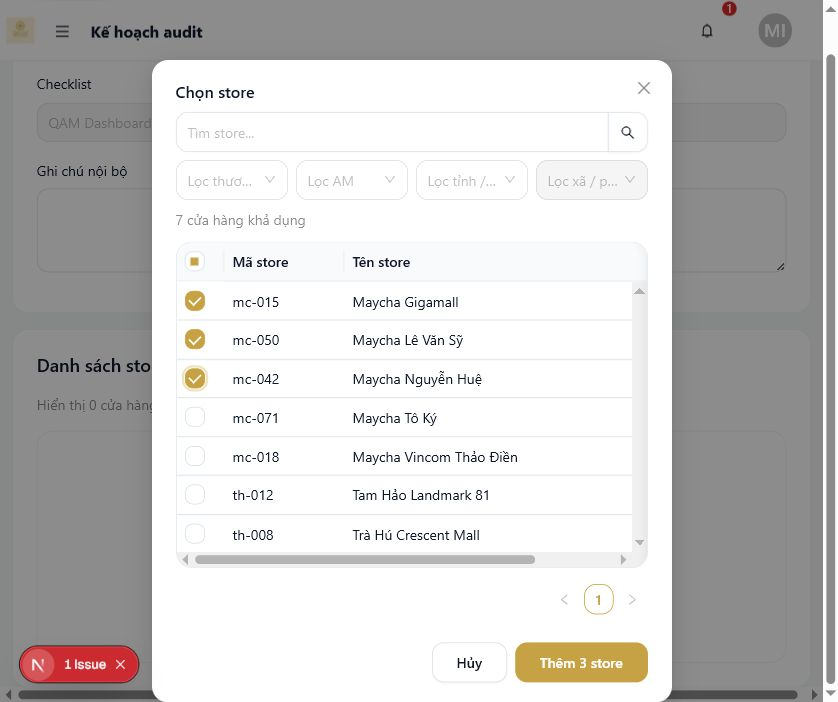 1
Kế hoạch audit
MI
Checklist
QAM Dashboard
Ghi chú nội bộ
Chọn store
Tìm store...
Lọc thươ...
Lọc AM
Lọc tỉnh /...
Lọc xã / p...
7 cửa hàng khả dụng
Mã store
Tên store
mc-015
Maycha Gigamall
mc-050
Maycha Lê Văn Sỹ
mc-042
Maycha Nguyễn Huệ
mc-071
Maycha Tô Ký
mc-018
Maycha Vincom Thảo Điền
th-012
Tam Hảo Landmark 81
th-008
Trà Hú Crescent Mall
1
Hủy
Thêm 3 store
Danh sách sto
Hiển thị 0 cửa hàng
N
1 Issue